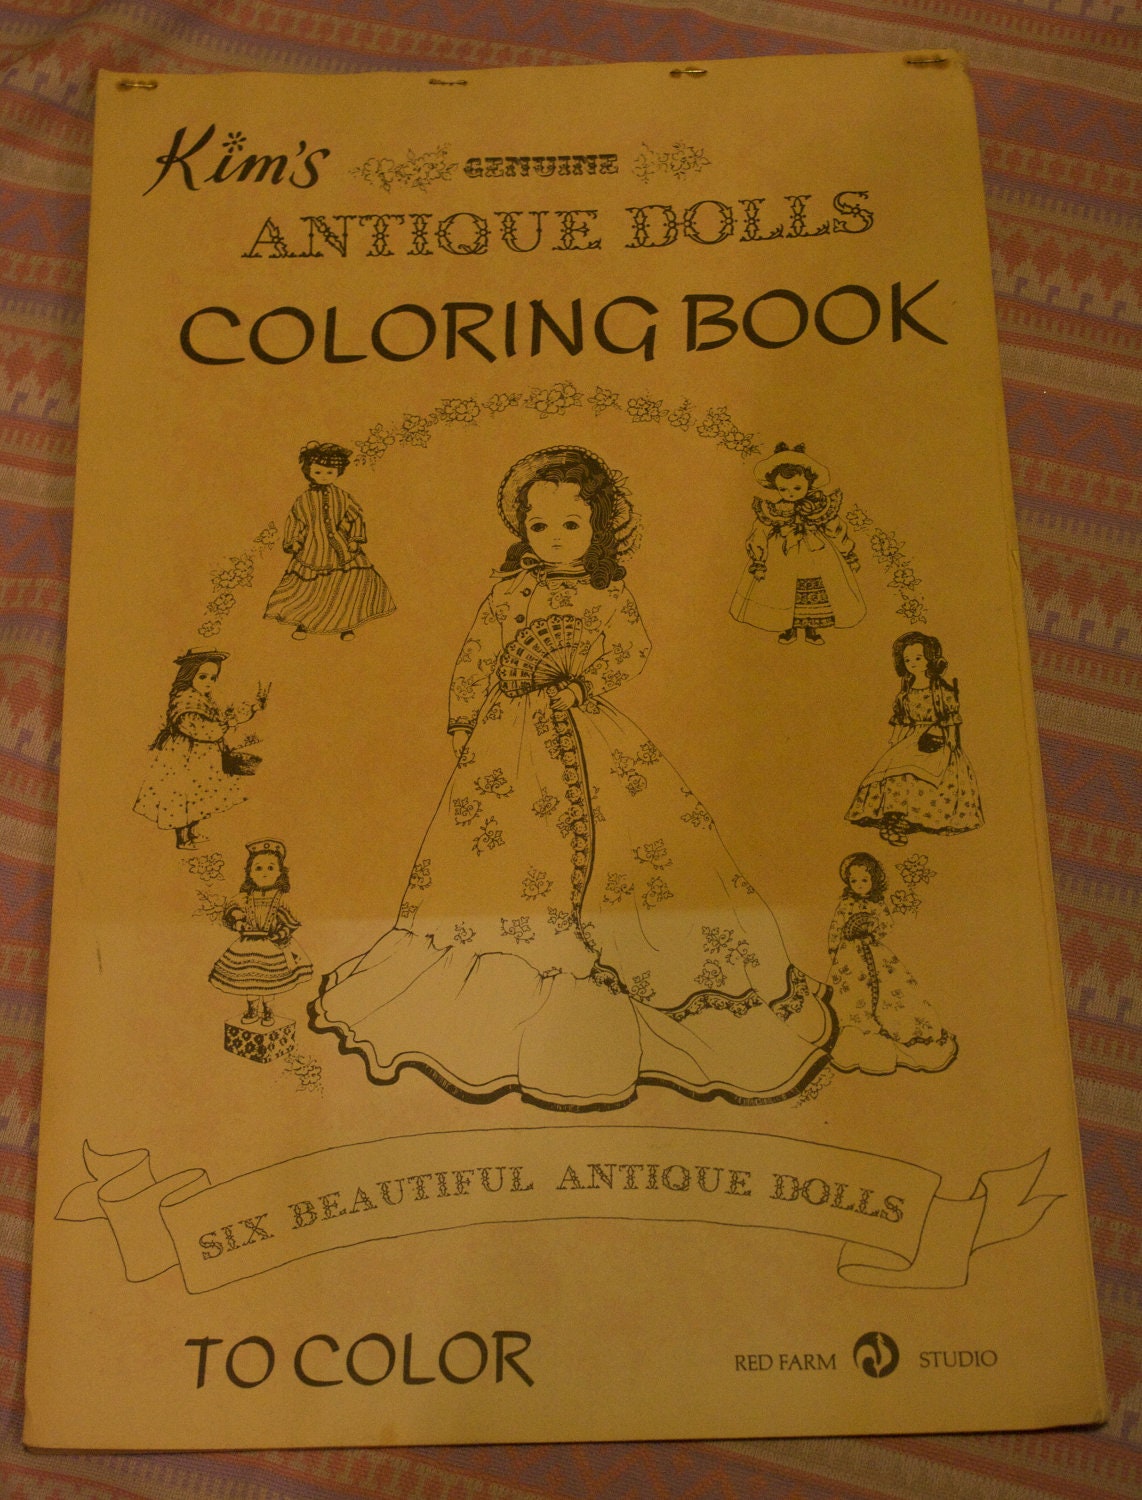 Kim's GENUINE
ANTIQUE DOLLS
COLORING BOOK
SIX BEAUTIFUL ANTIQUE DOLLS
TO COLOR
RED FARM STUDIO